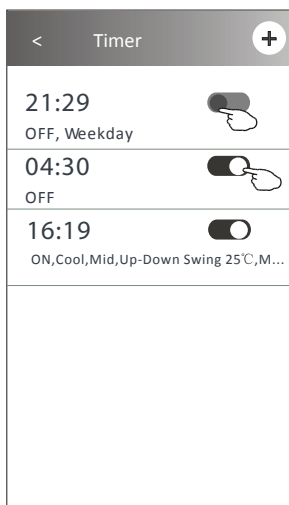 < Timer +
21:29
OFF, Weekday
04:30
OFF
16:19
ON,Cool,Mid,Up-Down Swing 25℃,M...